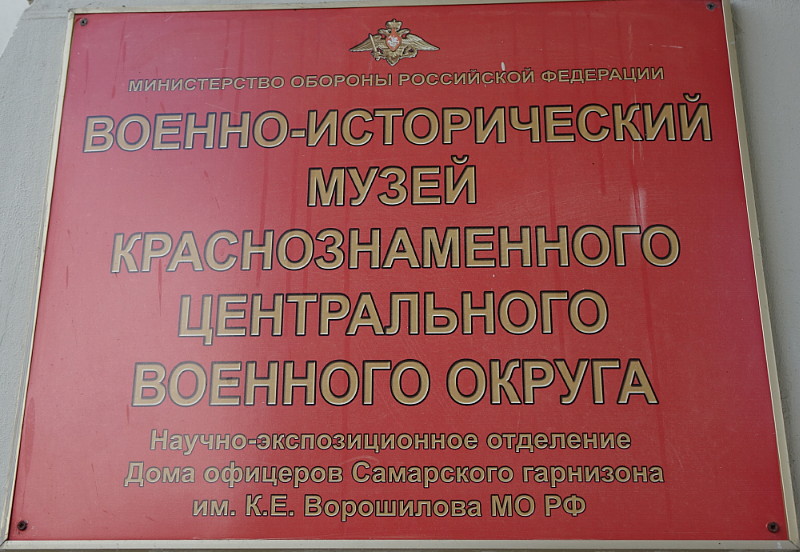 МИНИСТЕРСТВО ОБОРОНЫ РОССИЙСКОЙ ФЕДЕРАЦИИ
ВОЕННО-ИСТОРИЧЕСКИЙ
МУЗЕЙ
КРАСНОЗНАМЕННОГО
ЦЕНТРАЛЬНОГО
ВОЕННОГО ОКРУГА
Научно-экспозиционное отделение
Дома офицеров Самарского гарнизона
им. К.Е. Ворошилова МО РФ